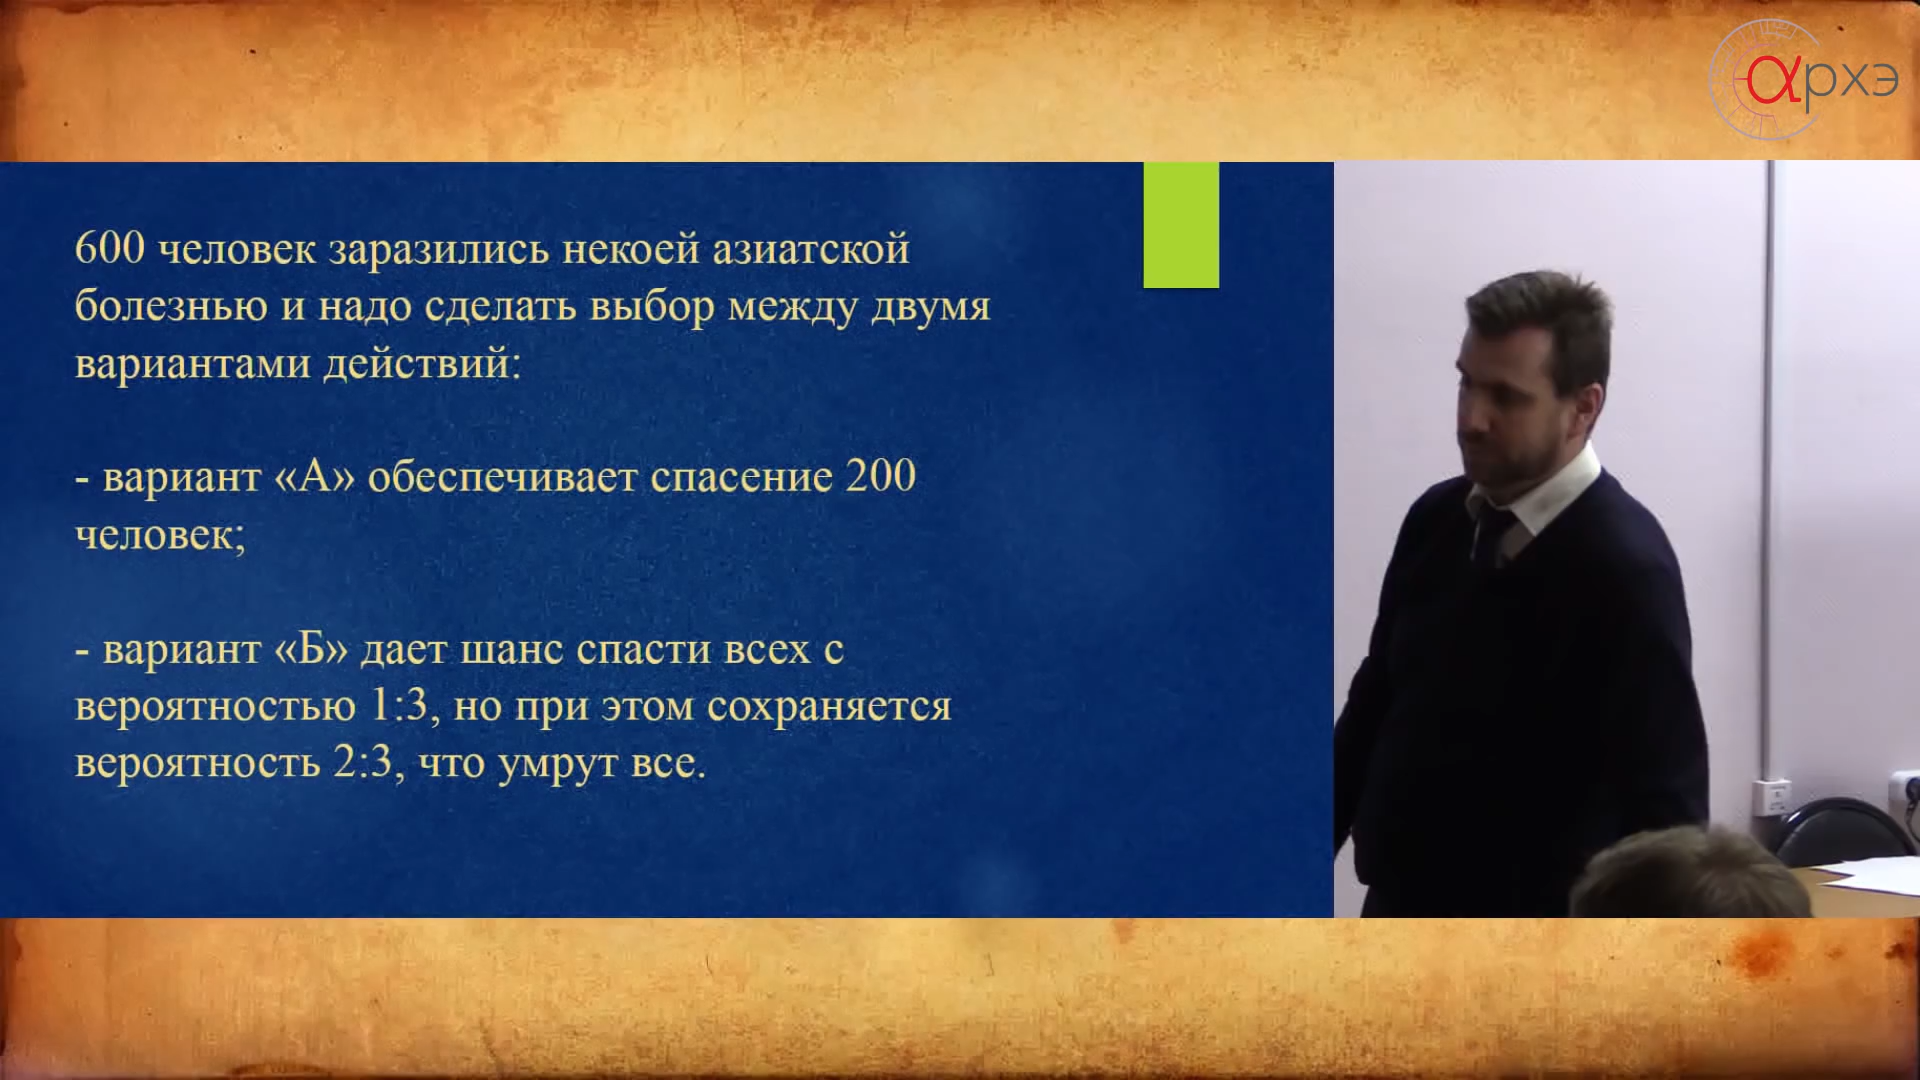 αрхэ
600 человек заразились некоей азиатской
болезнью и надо сделать выбор между двумя
вариантами действий:
- вариант «А» обеспечивает спасение 200
человек;
- вариант «Б» дает шанс спасти всех с
вероятностью 1:3, но при этом сохраняется
вероятность 2:3, что умрут все.